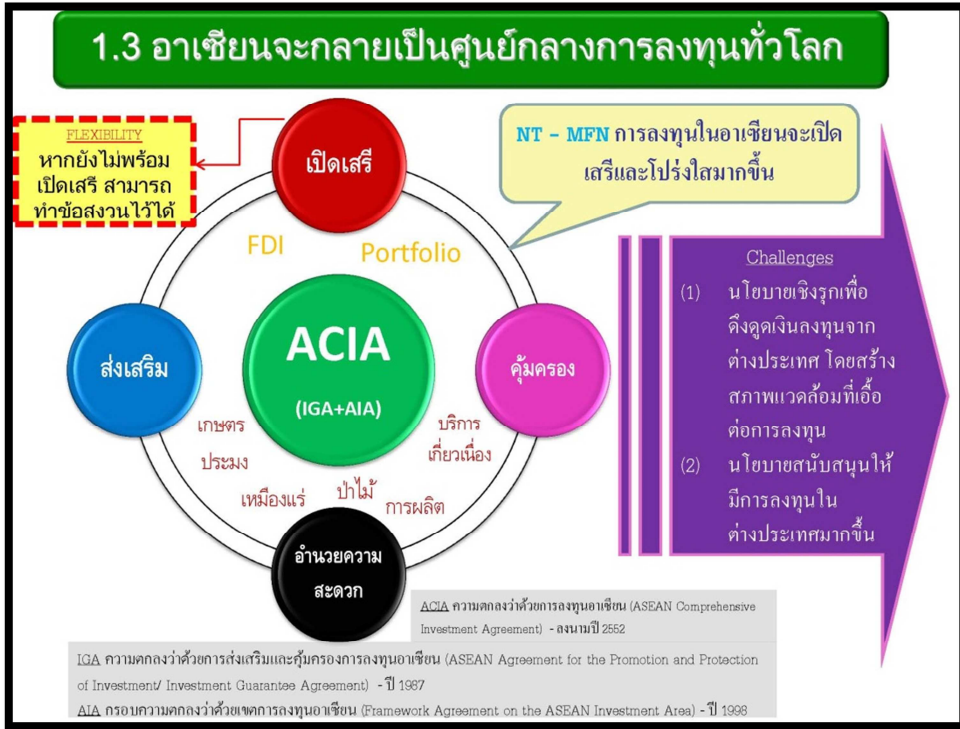 1.3 อาเซียนจะกลายเป็นศูนย์กลางการลงทุนทั่วโลก
FLEXIBILITY
หากยังไม่พร้อม
เปิดเสรี สามารถ
ทำข้อสงวนไว้ได้
เปิดเสรี
NT – MFN การลงทุนในอาเซียนจะเปิด
เสรีและโปร่งใสมากขึ้น
FDI
Portfolio
ส่งเสริม
ACIA
(IGA+AIA)
คุ้มครอง
เกษตร
ประมง
เหมืองแร่
ป่าไม้
การผลิต
บริการ
เกี่ยวเนื่อง
อำนวยความ
สะดวก
Challenges
(1) นโยบายเชิงรุกเพื่อ
ดึงดูดเงินลงทุนจาก
ต่างประเทศ โดยสร้าง
สภาพแวดล้อมที่เอื้อ
ต่อการลงทุน
(2) นโยบายสนับสนุนให้
มีการลงทุนใน
ต่างประเทศมากขึ้น
ACIA ความตกลงว่าด้วยการลงทุนอาเซียน (ASEAN Comprehensive
Investment Agreement) - ลงนามปี 2552
IGA ความตกลงว่าด้วยการส่งเสริมและคุ้มครองการลงทุนอาเซียน (ASEAN Agreement for the Promotion and Protection
of Investment/ Investment Guarantee Agreement) - ปี 1987
AIA กรอบความตกลงว่าด้วยเขตการลงทุนอาเซียน (Framework Agreement on the ASEAN Investment Area) - ปี 1998